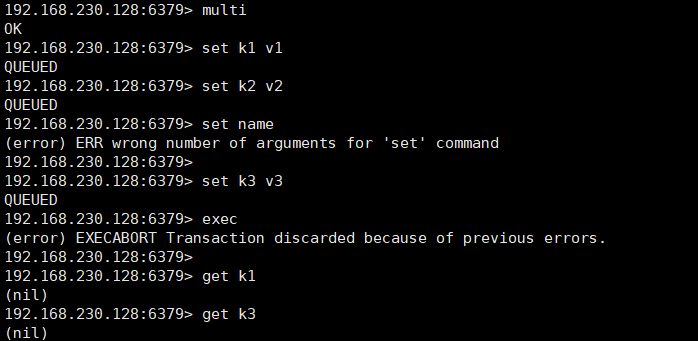 192.168.230.128:6379> multi
OK
192.168.230.128:6379> set k1 v1
QUEUED
192.168.230.128:6379> set k2 v2
QUEUED
192.168.230.128:6379> set name
(error) ERR wrong number of arguments for 'set' command
192.168.230.128:6379>
192.168.230.128:6379> set k3 v3
QUEUED
192.168.230.128:6379> exec
(error) EXECABORT Transaction discarded because of previous errors.
192.168.230.128:6379>
192.168.230.128:6379> get k1
(nil)
192.168.230.128:6379> get k3
(nil)